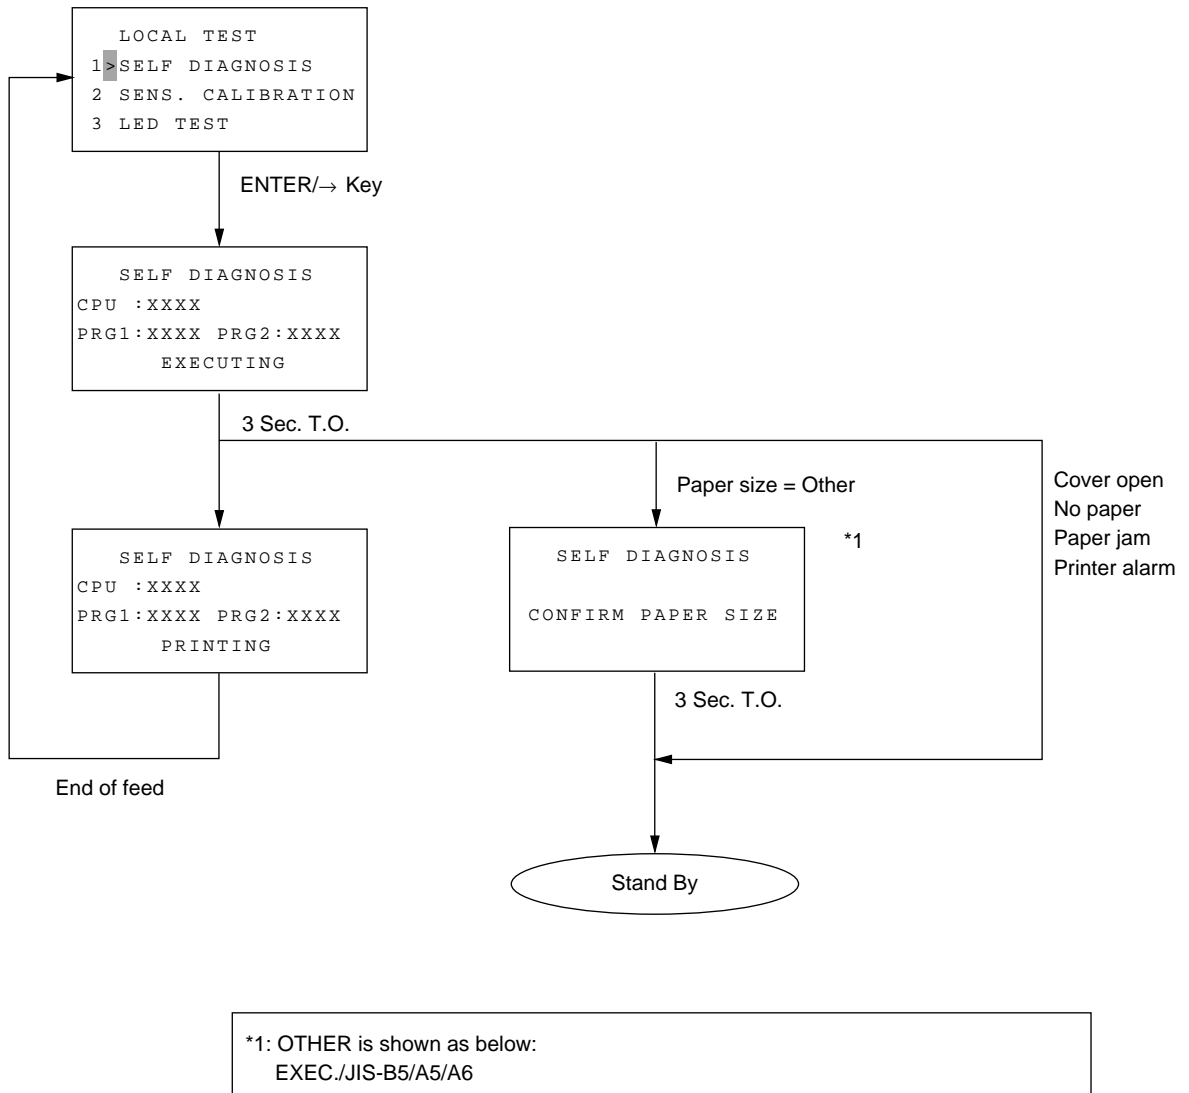 LOCAL TEST
1>SELF DIAGNOSIS
2 SENS. CALIBRATION
3 LED TEST
ENTER/→ Key
SELF DIAGNOSIS
CPU :XXXX
PRG1:XXXX PRG2:XXXX
EXECUTING
3 Sec. T.O.
Paper size = Other
Cover open
No paper
Paper jam
Printer alarm
SELF DIAGNOSIS
CPU :XXXX
PRG1:XXXX PRG2:XXXX
PRINTING
SELF DIAGNOSIS
CONFIRM PAPER SIZE
*1
3 Sec. T.O.
End of feed
Stand By
*1: OTHER is shown as below:
EXEC./JIS-B5/A5/A6